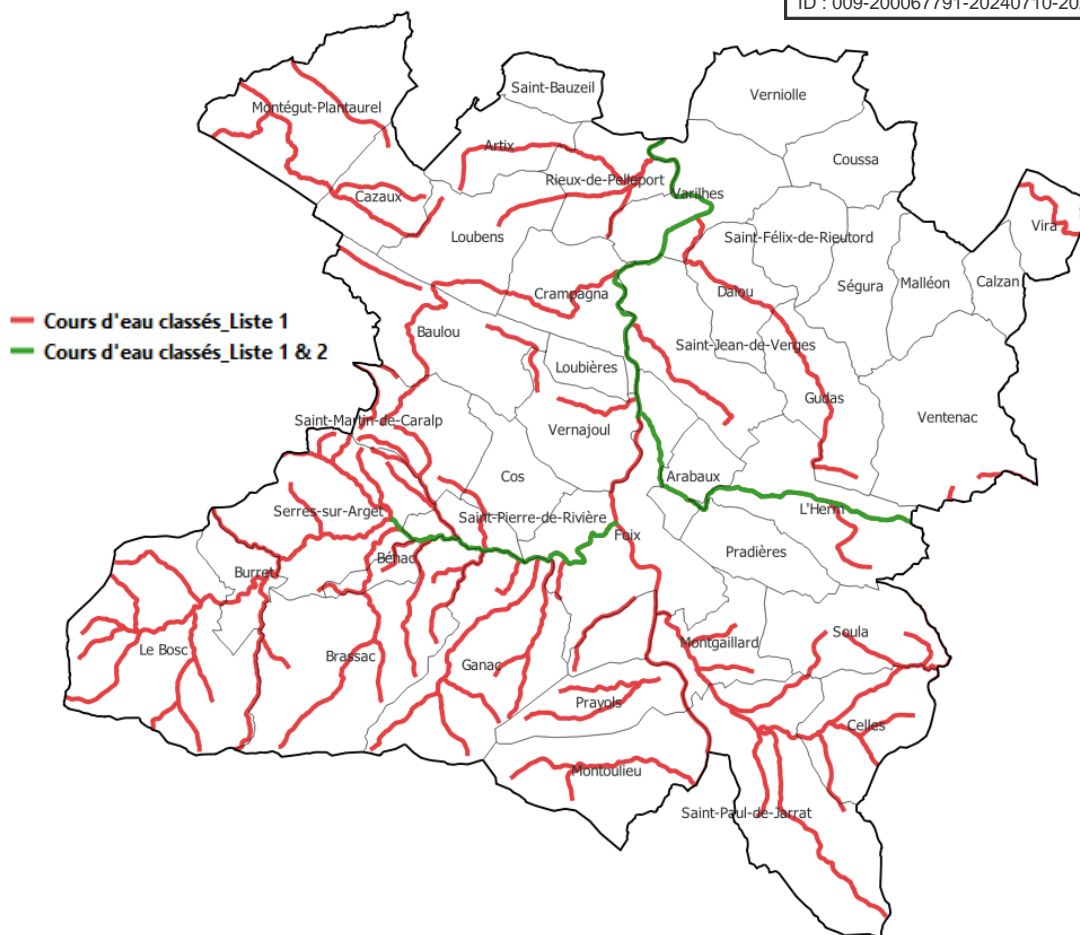 ID : 009-200067791-20240710-202
Saint-Bauzeil
Verniolle
Montégut-Plantaurel
Artix
Coussa
Rieux-de-Pelleport
Varilhes
Cazaux
Vira
Loubens
Saint-Félix-de-Rieutord
Ségura
Malléon
Calzan
Crampagna
Dalou
Cours d'eau classés_Liste 1
Baulou
Saint-Jean-de-Verges
Cours d'eau classés_Liste 1 & 2
Loubières
Gudas
Ventenac
Saint-Martin-de-Caralp
Vernajoul
Cos
Arabaux
Serres-sur-Arget
Saint-Pierre-de-Rivière
L'Herm
Foix
Pradières
Bénac
Burret
Le Bosc
Brassac
Ganac
Montgaillard
Soula
Prayols
Celles
Montoulieu
Saint-Paul-de-Jarrat